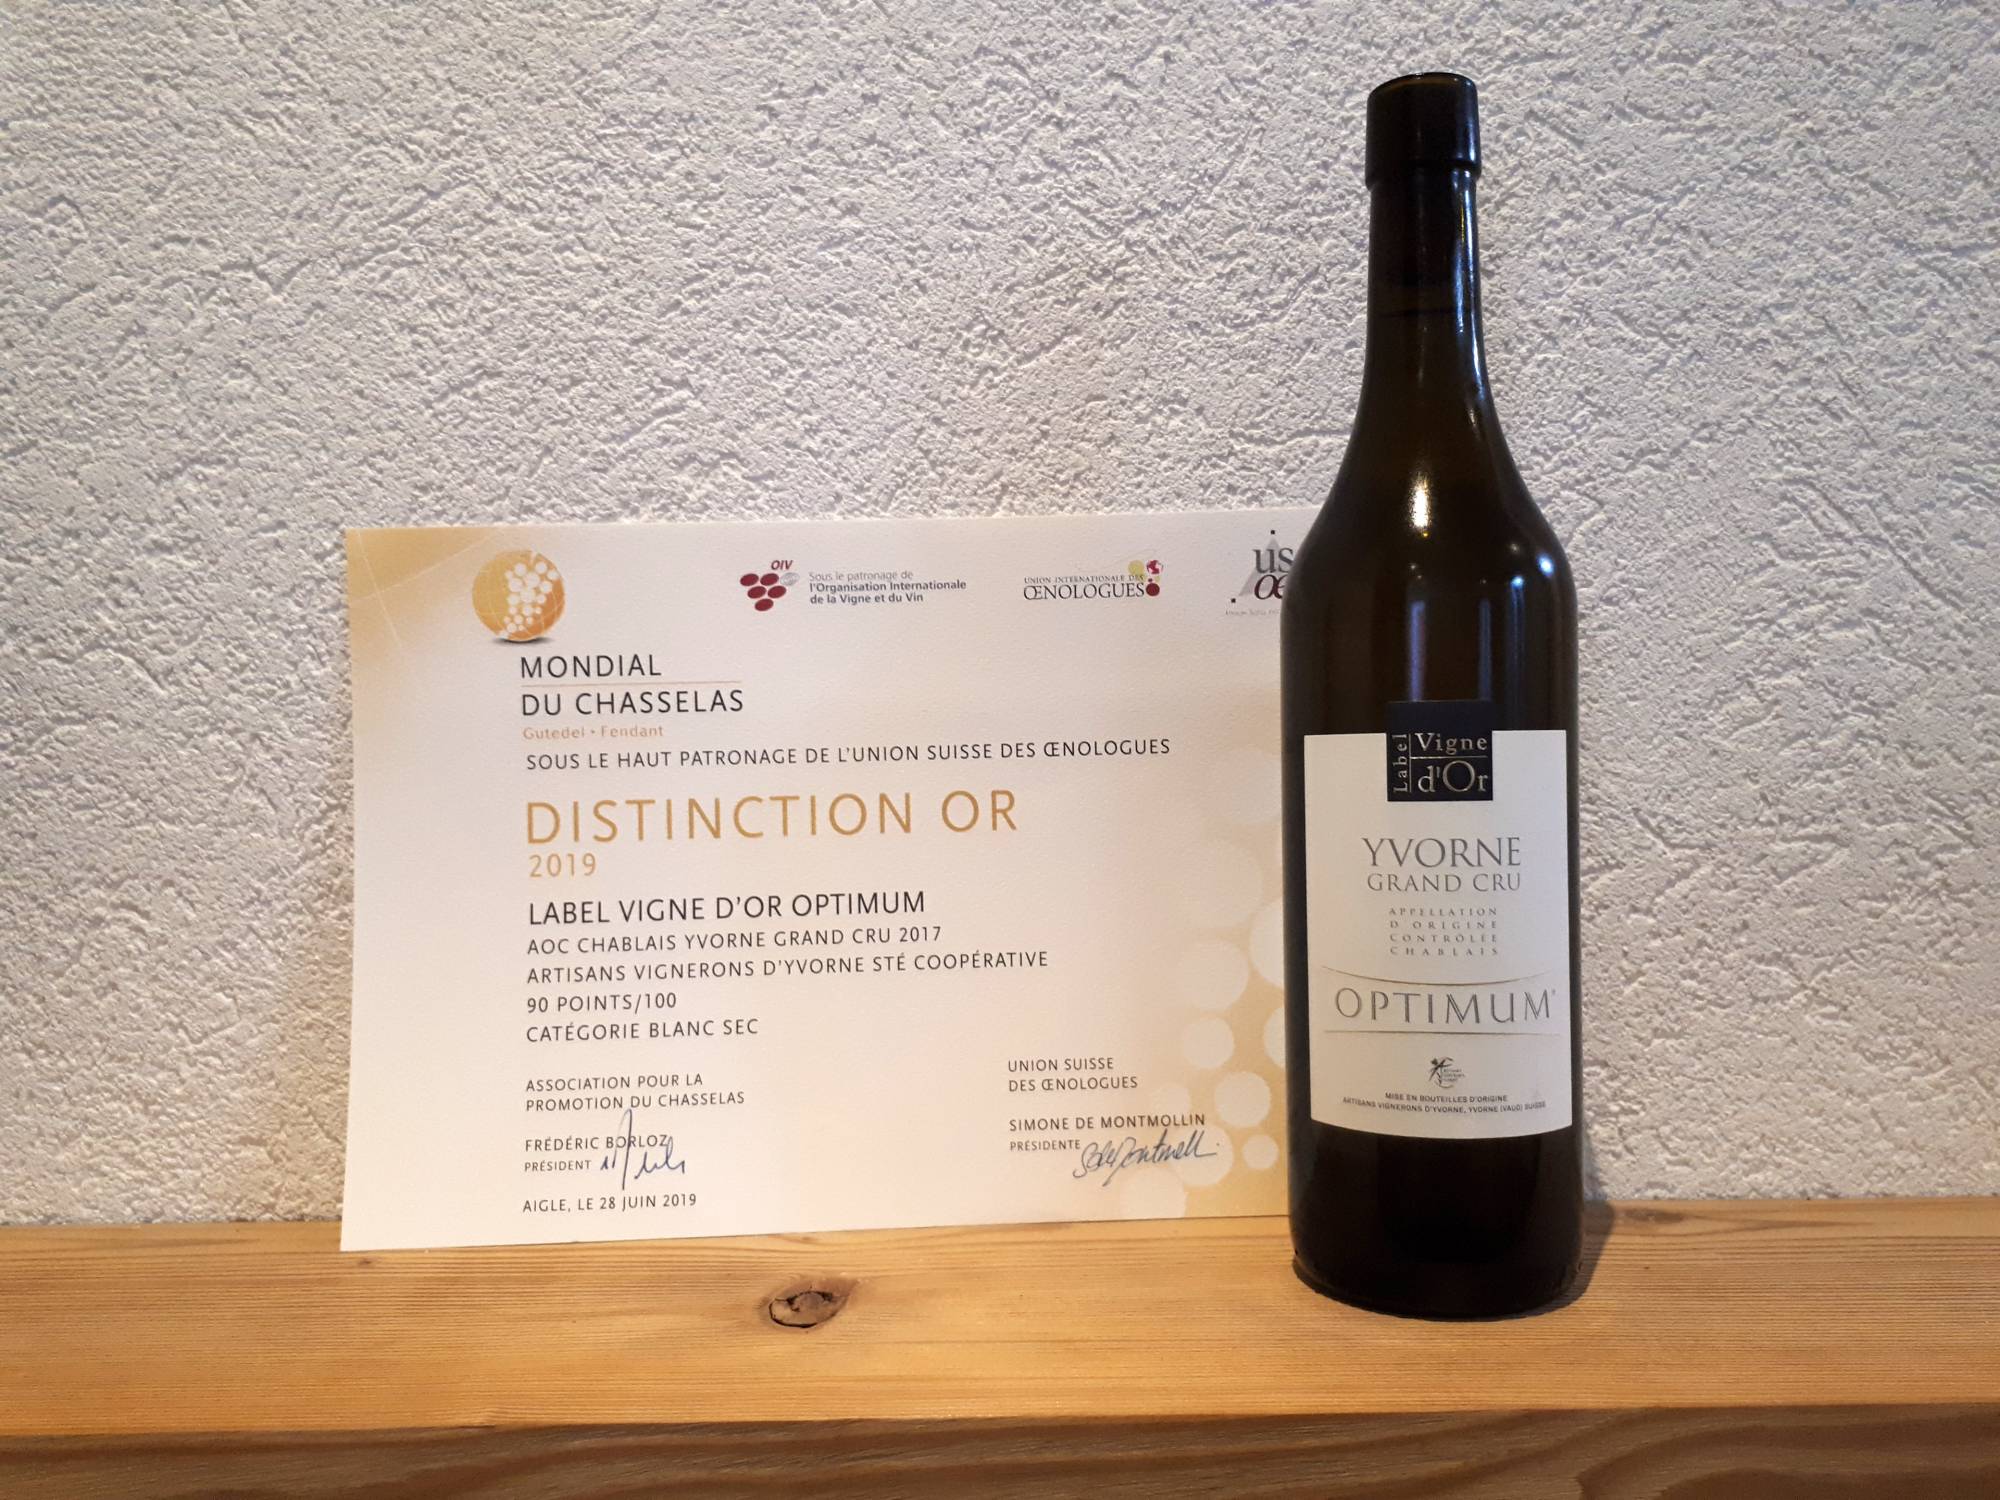 OIV
Sous le patronage de
l'Organisation Internationale
de la Vigne et du Vin
UNION INTERNATIONALE DES
ŒNOLOGUES
us
oe
MONDIAL
DU CHASSELAS
Gutedel • Fendant
SOUS LE HAUT PATRONAGE DE L'UNION SUISSE DES ŒNOLOGUES
DISTINCTION OR
2019
LABEL VIGNE D'OR OPTIMUM
AOC CHABLAIS YVORNE GRAND CRU 2017
ARTISANS VIGNERONS D'YVORNE STÉ COOPÉRATIVE
90 POINTS/100
CATÉGORIE BLANC SEC
ASSOCIATION POUR LA
PROMOTION DU CHASSELAS
FRÉDÉRIC BORLOZ
PRÉSIDENT
AIGLE, LE 28 JUIN 2019
UNION SUISSE
DES ŒNOLOGUES
SIMONE DE MONTMOLLIN
PRÉSIDENTE
Label
Vigne
d'Or
YVORNE
GRAND CRU
APPELLATION
D'ORIGINE
CONTRÔLÉE
CHABLAIS
OPTIMUM®
MISE EN BOUTEILLES D'ORIGINE
ARTISANS VIGNERONS D'YVORNE, YVORNE (VAUD) SUISSE